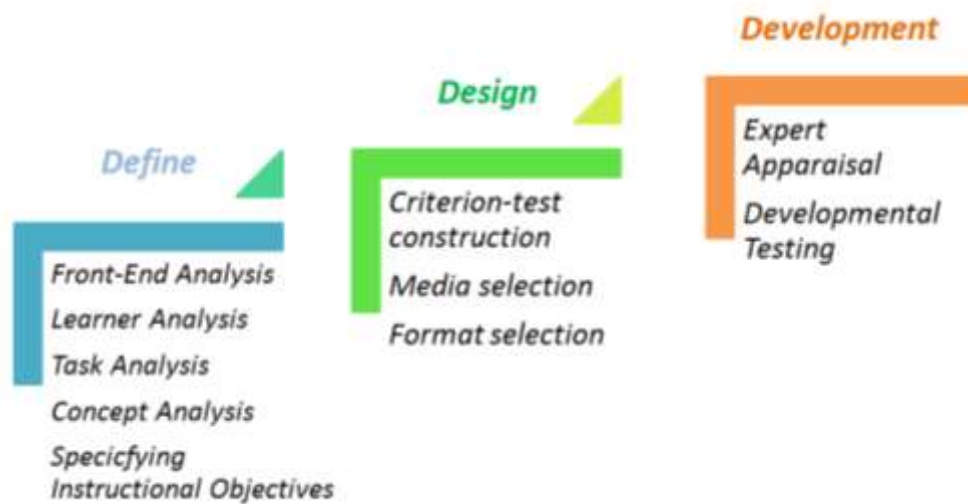 Define
Front-End Analysis
Learner Analysis
Task Analysis
Concept Analysis
Specicfying
Instructional Objectives
Design
Criterion-test
construction
Media selection
Format selection
Development
Expert
Apparaisal
Developmental
Testing